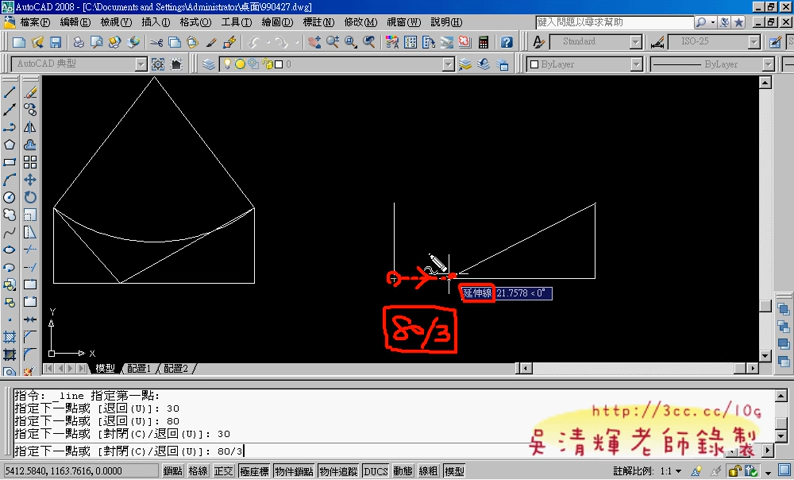 AutoCAD 2008 - [C:\Documents and Settings\Administrator\桌面\990427.dwg]
檔案(F) 編輯(E) 檢視(V) 插入(I) 格式(O) 工具(T) 繪圖(D) 標註(N) 修改(M) 視窗(W) 說明(H)
鍵入問題以尋求幫助
Standard
ISO-25
AutoCAD 典型
0
ByLayer
ByLayer
延伸線: 21.7578 < 0°
80/3
Y
X
模型 配置1 配置2
指令: _line 指定第一點:
指定下一點或 [退回(U)]: 30
指定下一點或 [退回(U)]: 80
指定下一點或 [封閉(C)/退回(U)]: 30
指定下一點或 [封閉(C)/退回(U)]: 80/3
http://3cc.cc/10g
吳清輝老師錄製
5412.5840, 1163.7616, 0.0000
鎖點 格線 正交 極座標 物件鎖點 物件追蹤 DUCS 動態 線粗 模型
註解比例: 1:1